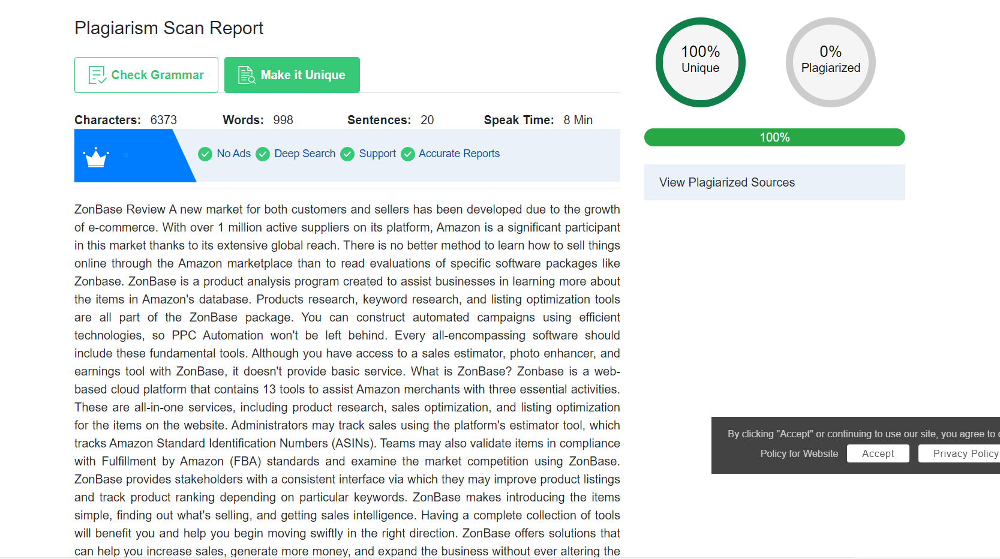 Plagiarism Scan Report
Check Grammar
Make it Unique
Characters: 6373 Words: 998 Sentences: 20 Speak Time: 8 Min
No Ads Deep Search Support Accurate Reports
ZonBase Review A new market for both customers and sellers has been developed due to the growth
of e-commerce. With over 1 million active suppliers on its platform, Amazon is a significant participant
in this market thanks to its extensive global reach. There is no better method to learn how to sell things
online through the Amazon marketplace than to read evaluations of specific software packages like
Zonbase. ZonBase is a product analysis program created to assist businesses in learning more about
the items in Amazon's database. Products research, keyword research, and listing optimization tools
are all part of the ZonBase package. You can construct automated campaigns using efficient
technologies, so PPC Automation won't be left behind. Every all-encompassing software should
include these fundamental tools. Although you have access to a sales estimator, photo enhancer, and
earnings tool with ZonBase, it doesn't provide basic service. What is ZonBase? Zonbase is a web-
based cloud platform that contains 13 tools to assist Amazon merchants with three essential activities.
These are all-in-one services, including product research, sales optimization, and listing optimization
for the items on the website. Administrators may track sales using the platform's estimator tool, which
tracks Amazon Standard Identification Numbers (ASINs). Teams may also validate items in compliance
with Fulfillment by Amazon (FBA) standards and examine the market competition using ZonBase.
ZonBase provides stakeholders with a consistent interface via which they may improve product listings
and track product ranking depending on particular keywords. ZonBase makes introducing the items
simple, finding out what's selling, and getting sales intelligence. Having a complete collection of tools
will benefit you and help you begin moving swiftly in the right direction. ZonBase offers solutions that
can help you increase sales, generate more money, and expand the business without ever altering the
100%
Unique
0%
Plagiarized
100%
View Plagiarized Sources
By clicking "Accept" or continuing to use our site, you agree to
Policy for Website
Accept
Privacy Policy